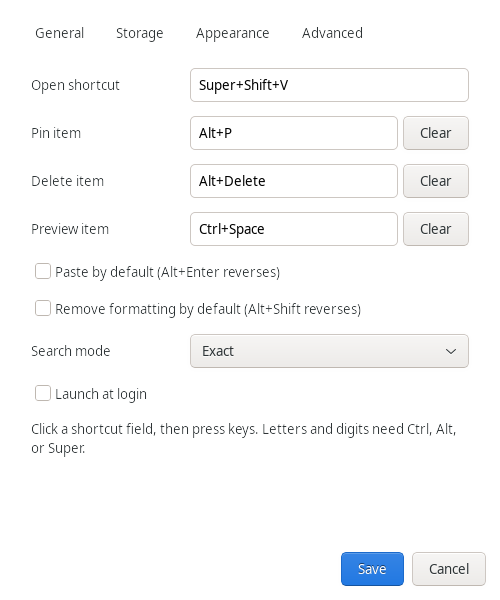 General Storage Appearance Advanced
Open shortcut Super+Shift+V
Pin item Alt+P Clear
Delete item Alt+Delete Clear
Preview item Ctrl+Space Clear
Paste by default (Alt+Enter reverses)
Remove formatting by default (Alt+Shift reverses)
Search mode Exact
Launch at login
Click a shortcut field, then press keys. Letters and digits need Ctrl, Alt,
or Super.
Save Cancel